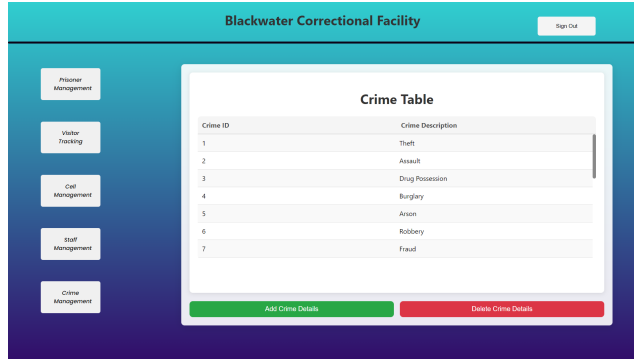 Blackwater Correctional Facility
Sign Out
Prisoner
Management
Visitor
Tracking
Cell
Management
Staff
Management
Crime
Management
Crime Table
Crime ID Crime Description
1 Theft
2 Assault
3 Drug Possession
4 Burglary
5 Arson
6 Robbery
7 Fraud
Add Crime Details Delete Crime Details